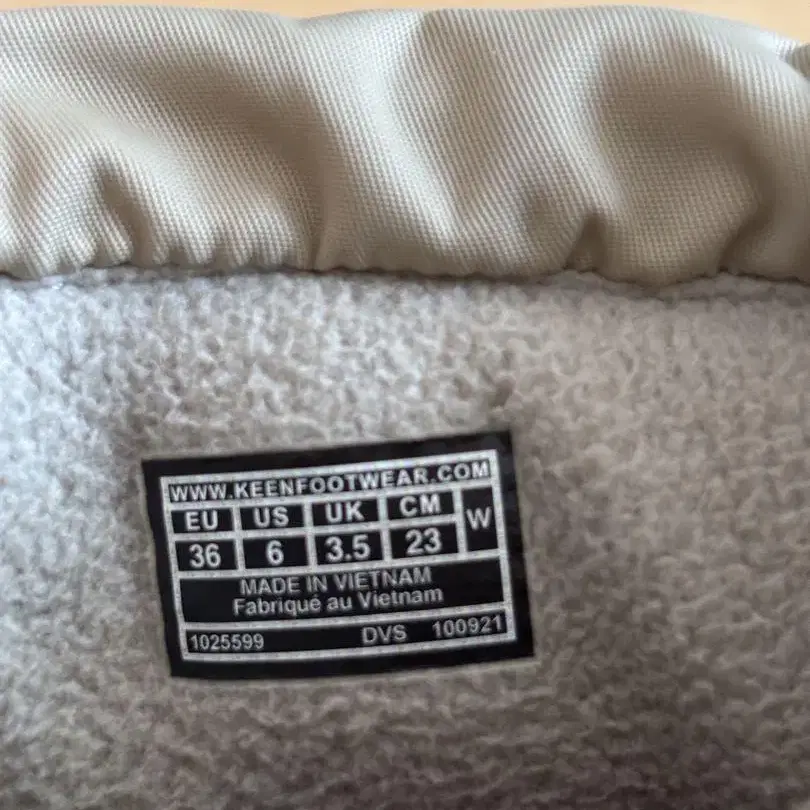 WWW.KEENFOOTWEAR.COM
EU US UK CM W
36 6 3.5 23
MADE IN VIETNAM
Fabriqué au Vietnam
1025599 DVS 100921